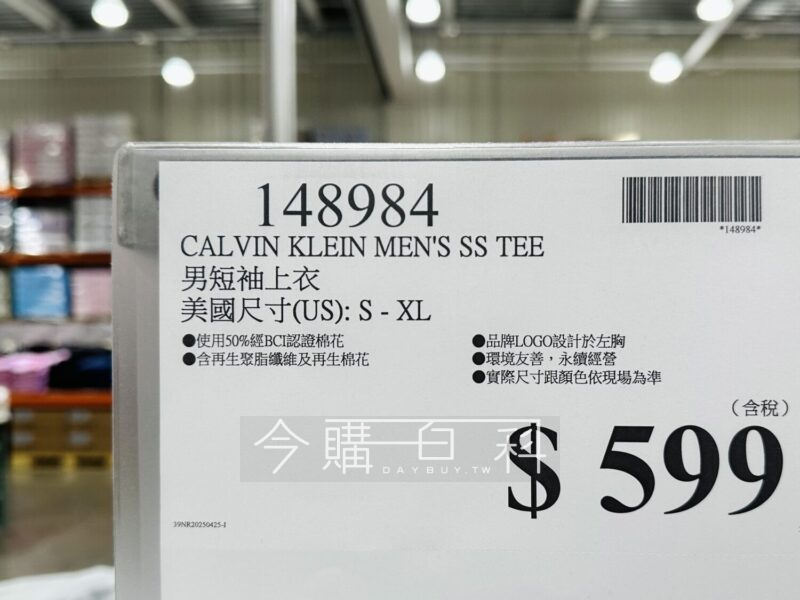 148984
*148984*
CALVIN KLEIN MEN'S SS TEE
男短袖上衣
美國尺寸(US): S - XL
●使用50%經BCI認證棉花
●含再生聚脂纖維及再生棉花
●品牌LOGO設計於左胸
●環境友善，永續經營
●實際尺寸跟顏色依現場為準
（含稅）
$ 599
今購百科
DAYBUY.TW
39NR20250425-I